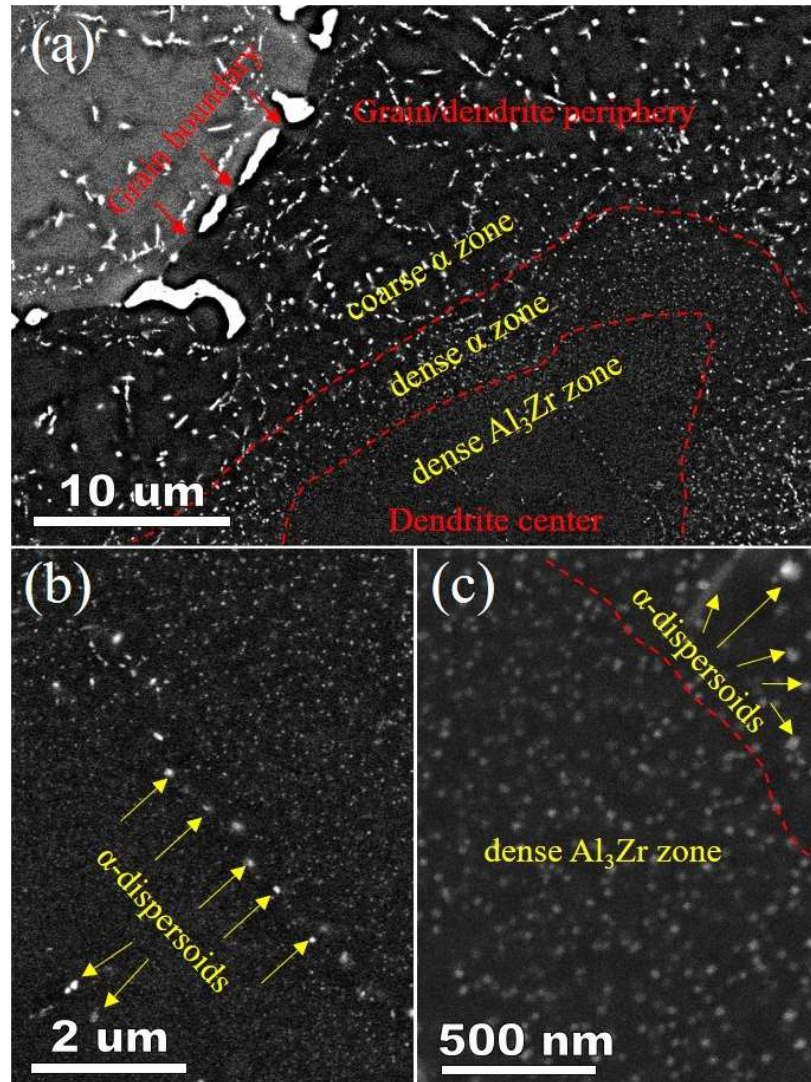 (a)
Grain boundary
Grain/dendrite periphery
coarse α zone
dense α zone
dense Al₃Zr zone
Dendrite center
10 um
(b)
α-dispersoids
2 um
(c)
α-dispersoids
dense Al₃Zr zone
500 nm